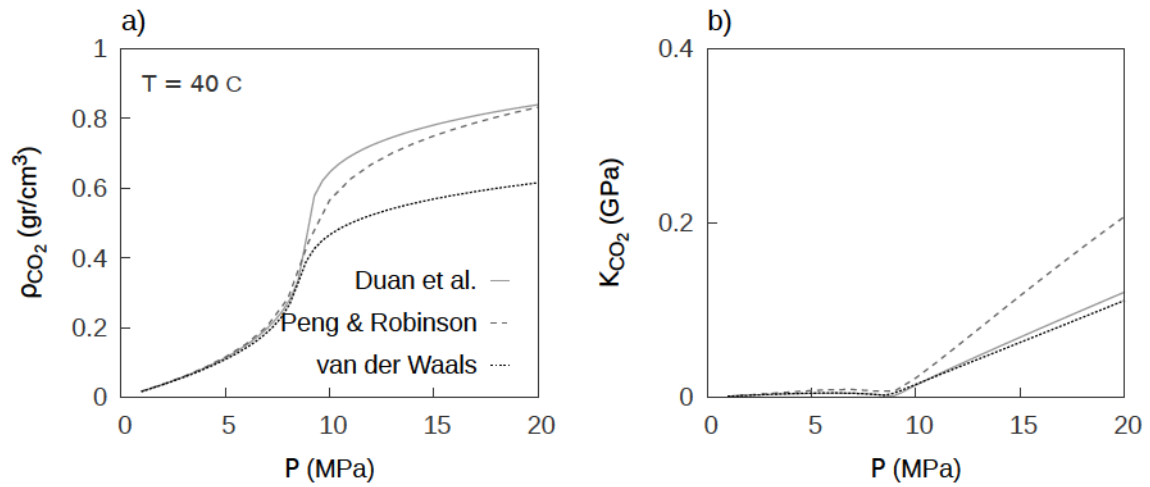 a)
T = 40 C
1
0.8
0.6
0.4
0.2
0
ρCO₂ (gr/cm³)
Duan et al.
Peng & Robinson
van der Waals
0 5 10 15 20
P (MPa)
b)
0.4
0.2
0
KCO₂ (GPa)
0 5 10 15 20
P (MPa)